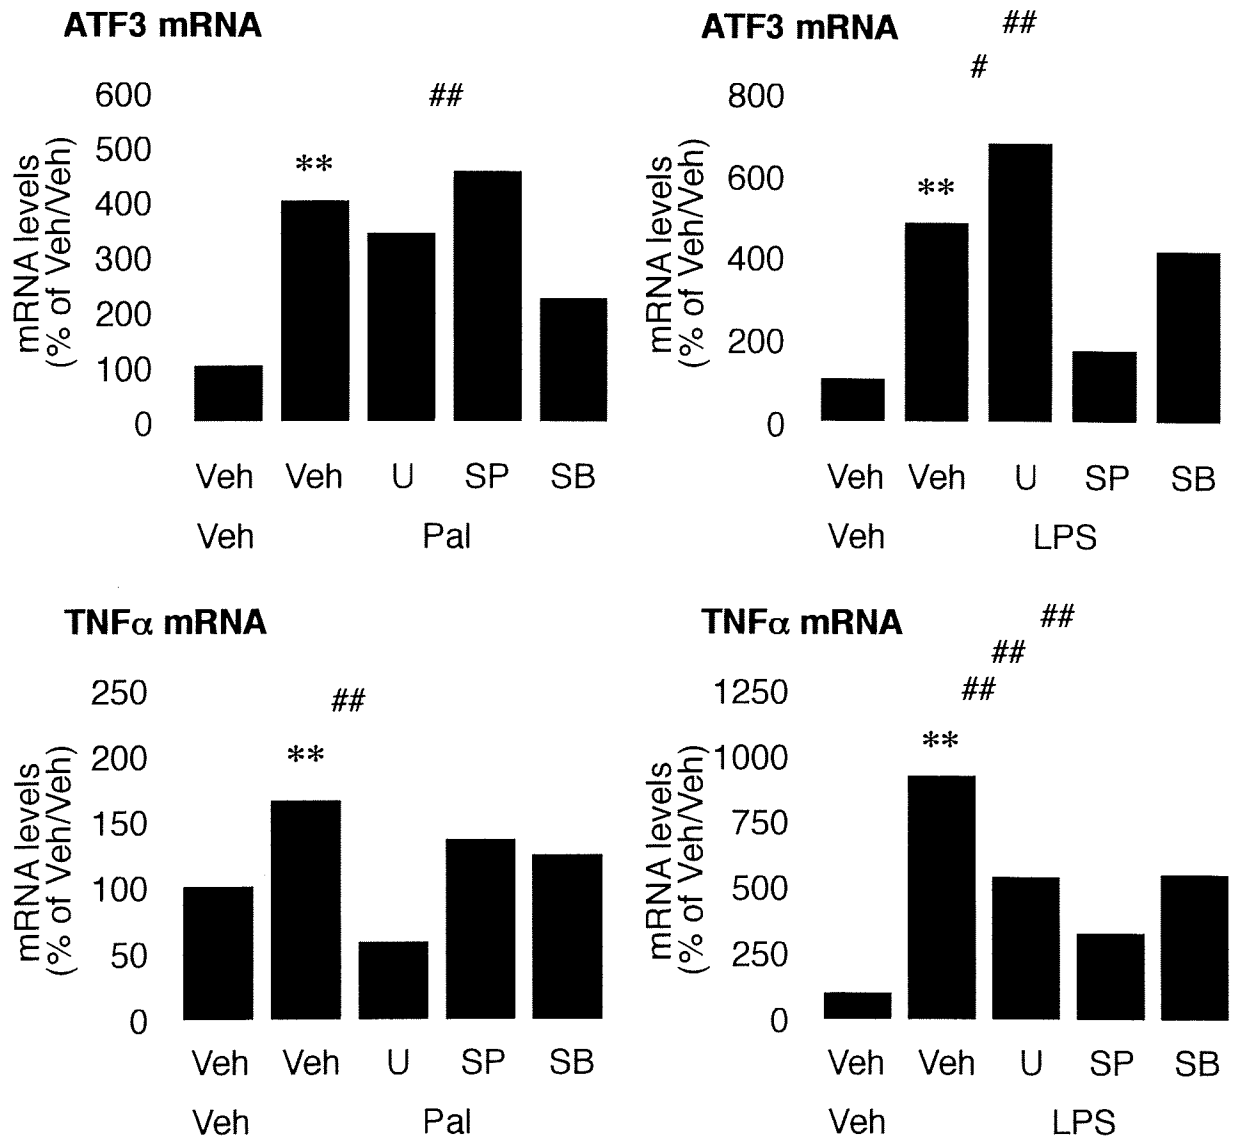 ATF3 mRNA
##
**
mRNA levels
(% of Veh/Veh)
600
500
400
300
200
100
0
Veh Veh U SP SB
Veh Pal
ATF3 mRNA
##
#
**
mRNA levels
(% of Veh/Veh)
800
600
400
200
0
Veh Veh U SP SB
Veh LPS
TNFα mRNA
##
**
mRNA levels
(% of Veh/Veh)
250
200
150
100
50
0
Veh Veh U SP SB
Veh Pal
TNFα mRNA
##
##
##
**
mRNA levels
(% of Veh/Veh)
1250
1000
750
500
250
0
Veh Veh U SP SB
Veh LPS